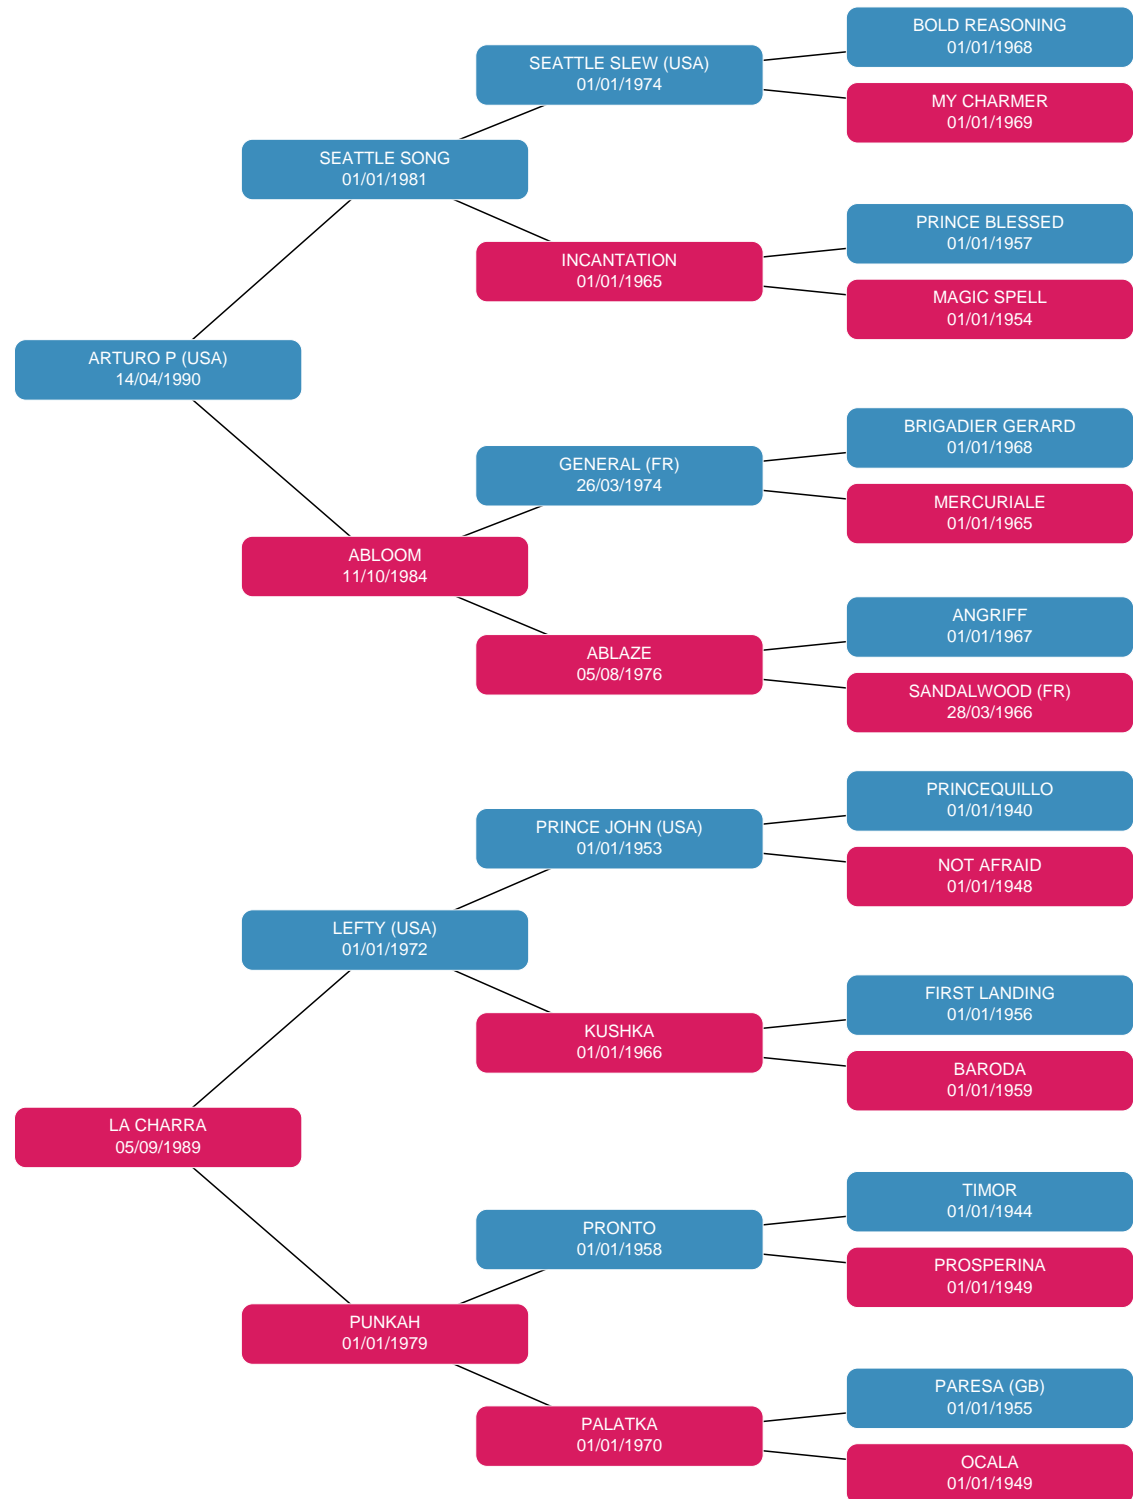 BOLD REASONING
01/01/1968
SEATTLE SLEW (USA)
01/01/1974
MY CHARMER
01/01/1969
SEATTLE SONG
01/01/1981
PRINCE BLESSED
01/01/1957
INCANTATION
01/01/1965
MAGIC SPELL
01/01/1954
ARTURO P (USA)
14/04/1990
BRIGADIER GERARD
01/01/1968
GENERAL (FR)
26/03/1974
MERCURIALE
01/01/1965
ABLOOM
11/10/1984
ANGRIFF
01/01/1967
ABLAZE
05/08/1976
SANDALWOOD (FR)
28/03/1966
PRINCEQUILLO
01/01/1940
PRINCE JOHN (USA)
01/01/1953
NOT AFRAID
01/01/1948
LEFTY (USA)
01/01/1972
FIRST LANDING
01/01/1956
KUSHKA
01/01/1966
BARODA
01/01/1959
LA CHARRA
05/09/1989
TIMOR
01/01/1944
PRONTO
01/01/1958
PROSPERINA
01/01/1949
PUNKAH
01/01/1979
PARESA (GB)
01/01/1955
PALATKA
01/01/1970
OCALA
01/01/1949